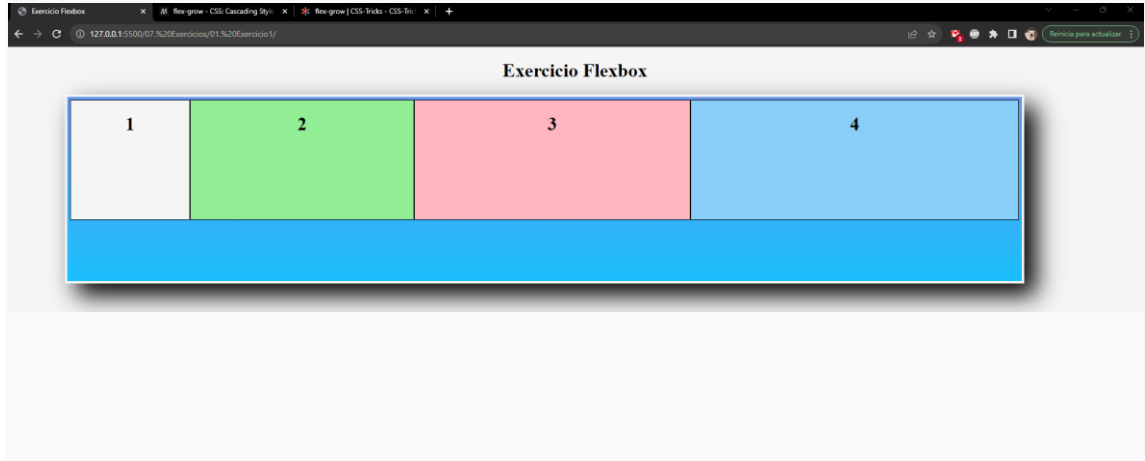 Exercicio Flexbox
flex-grow - CSS: Cascading Style
flex-grow | CSS-Tricks - CSS-Tric
127.0.0.1:5500/07.%20Exercicios/01.%20Exercicio1/
Reinicia para actualizar
Exercicio Flexbox
1 2 3 4